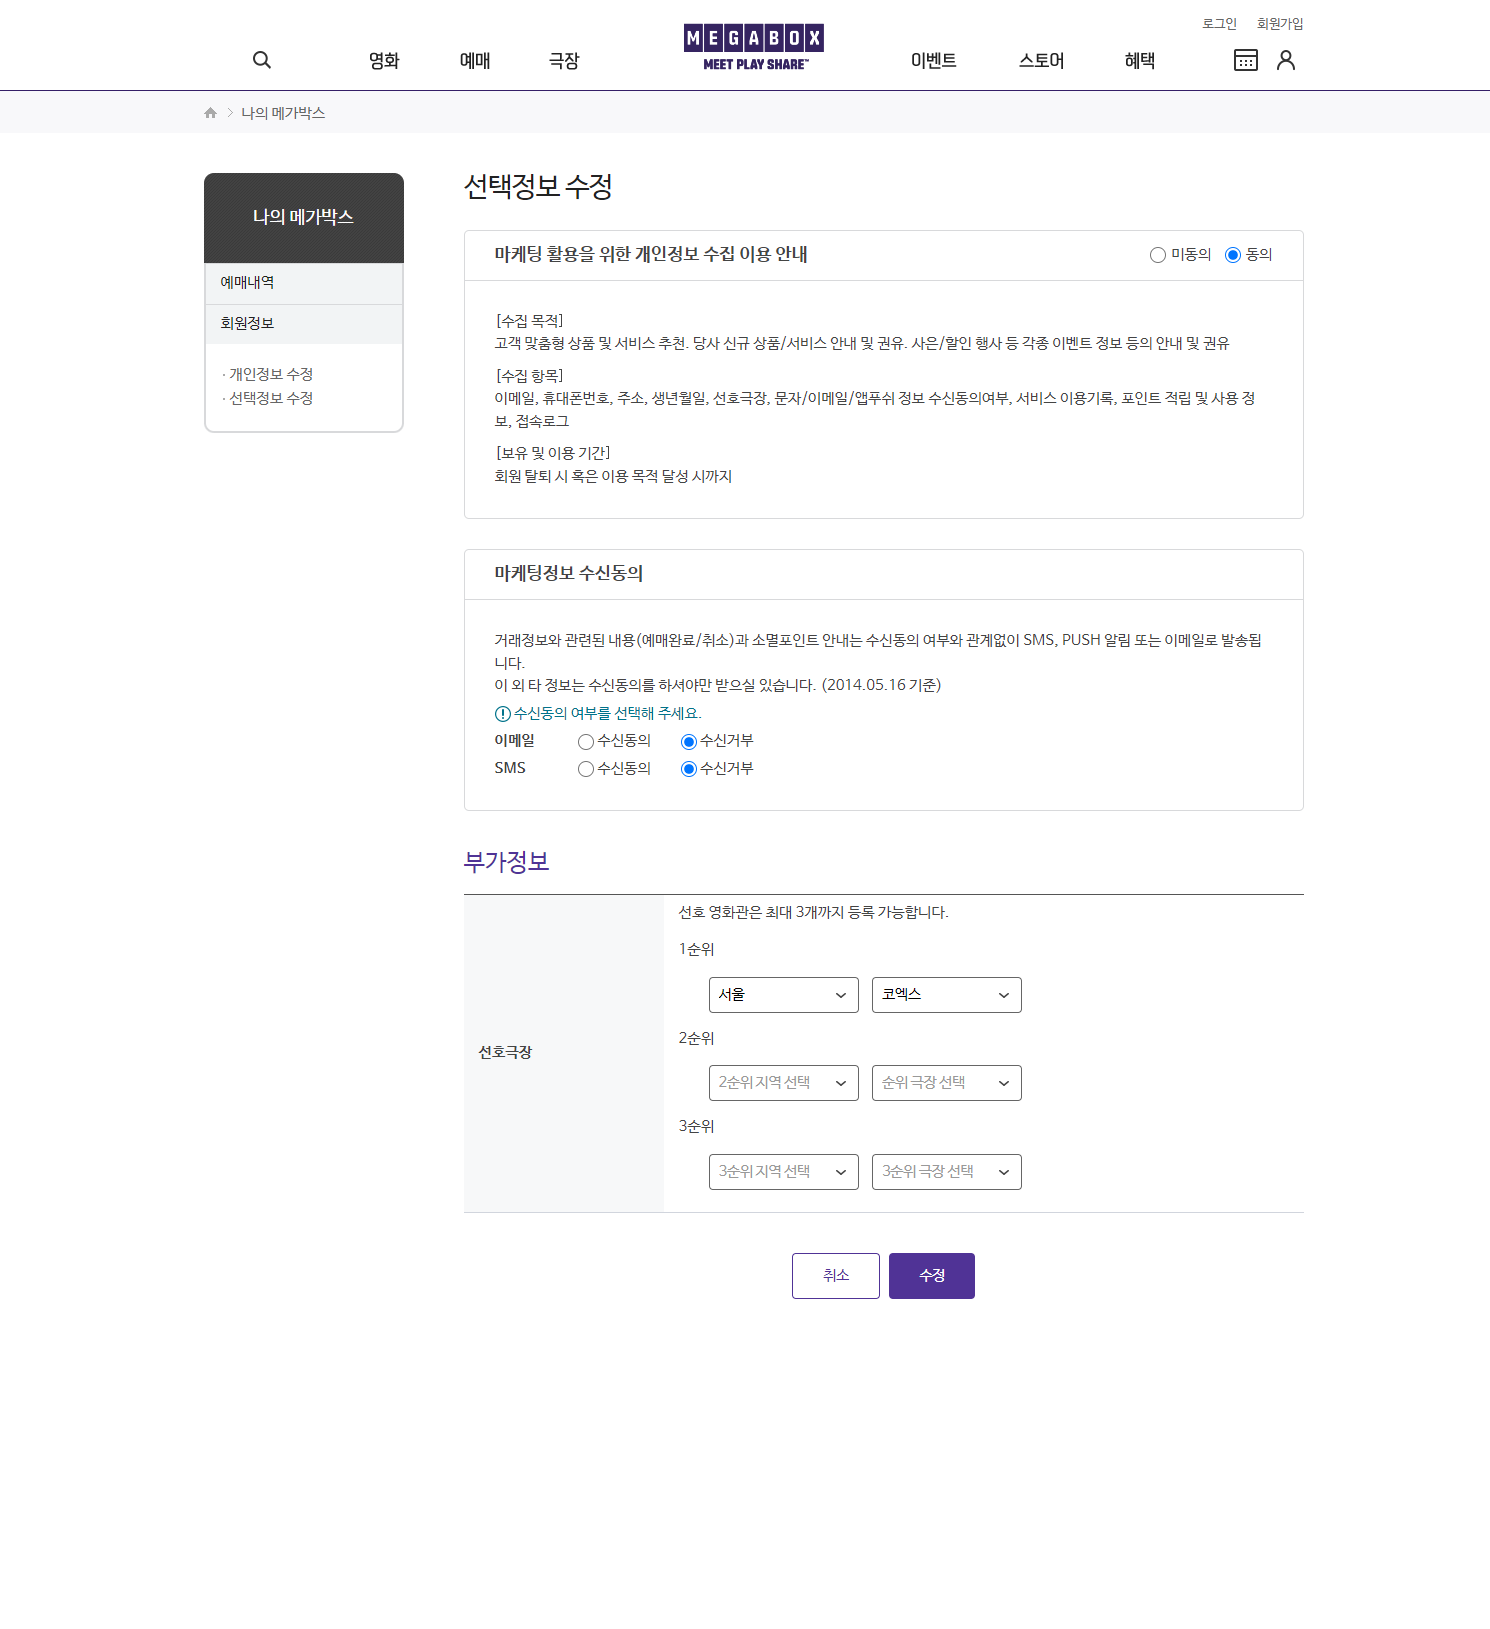 로그인 회원가입
영화 예매 극장 MEGABOX 이벤트 스토어 혜택
MEET PLAY SHARE™
나의 메가박스
나의 메가박스
예매내역
회원정보
· 개인정보 수정
· 선택정보 수정
선택정보 수정
마케팅 활용을 위한 개인정보 수집 이용 안내 미동의 동의
[수집 목적]
고객 맞춤형 상품 및 서비스 추천. 당사 신규 상품/서비스 안내 및 권유. 사은/할인 행사 등 각종 이벤트 정보 등의 안내 및 권유
[수집 항목]
이메일, 휴대폰번호, 주소, 생년월일, 선호극장, 문자/이메일/앱푸쉬 정보 수신동의여부, 서비스 이용기록, 포인트 적립 및 사용 정
보, 접속로그
[보유 및 이용 기간]
회원 탈퇴 시 혹은 이용 목적 달성 시까지
마케팅정보 수신동의
거래정보와 관련된 내용(예매완료/취소)과 소멸포인트 안내는 수신동의 여부와 관계없이 SMS, PUSH 알림 또는 이메일로 발송됩
니다.
이 외 타 정보는 수신동의를 하셔야만 받으실 있습니다. (2014.05.16 기준)
수신동의 여부를 선택해 주세요.
이메일 수신동의 수신거부
SMS 수신동의 수신거부
부가정보
선호극장
선호 영화관은 최대 3개까지 등록 가능합니다.
1순위
서울 코엑스
2순위
2순위 지역 선택 순위 극장 선택
3순위
3순위 지역 선택 3순위 극장 선택
취소 수정